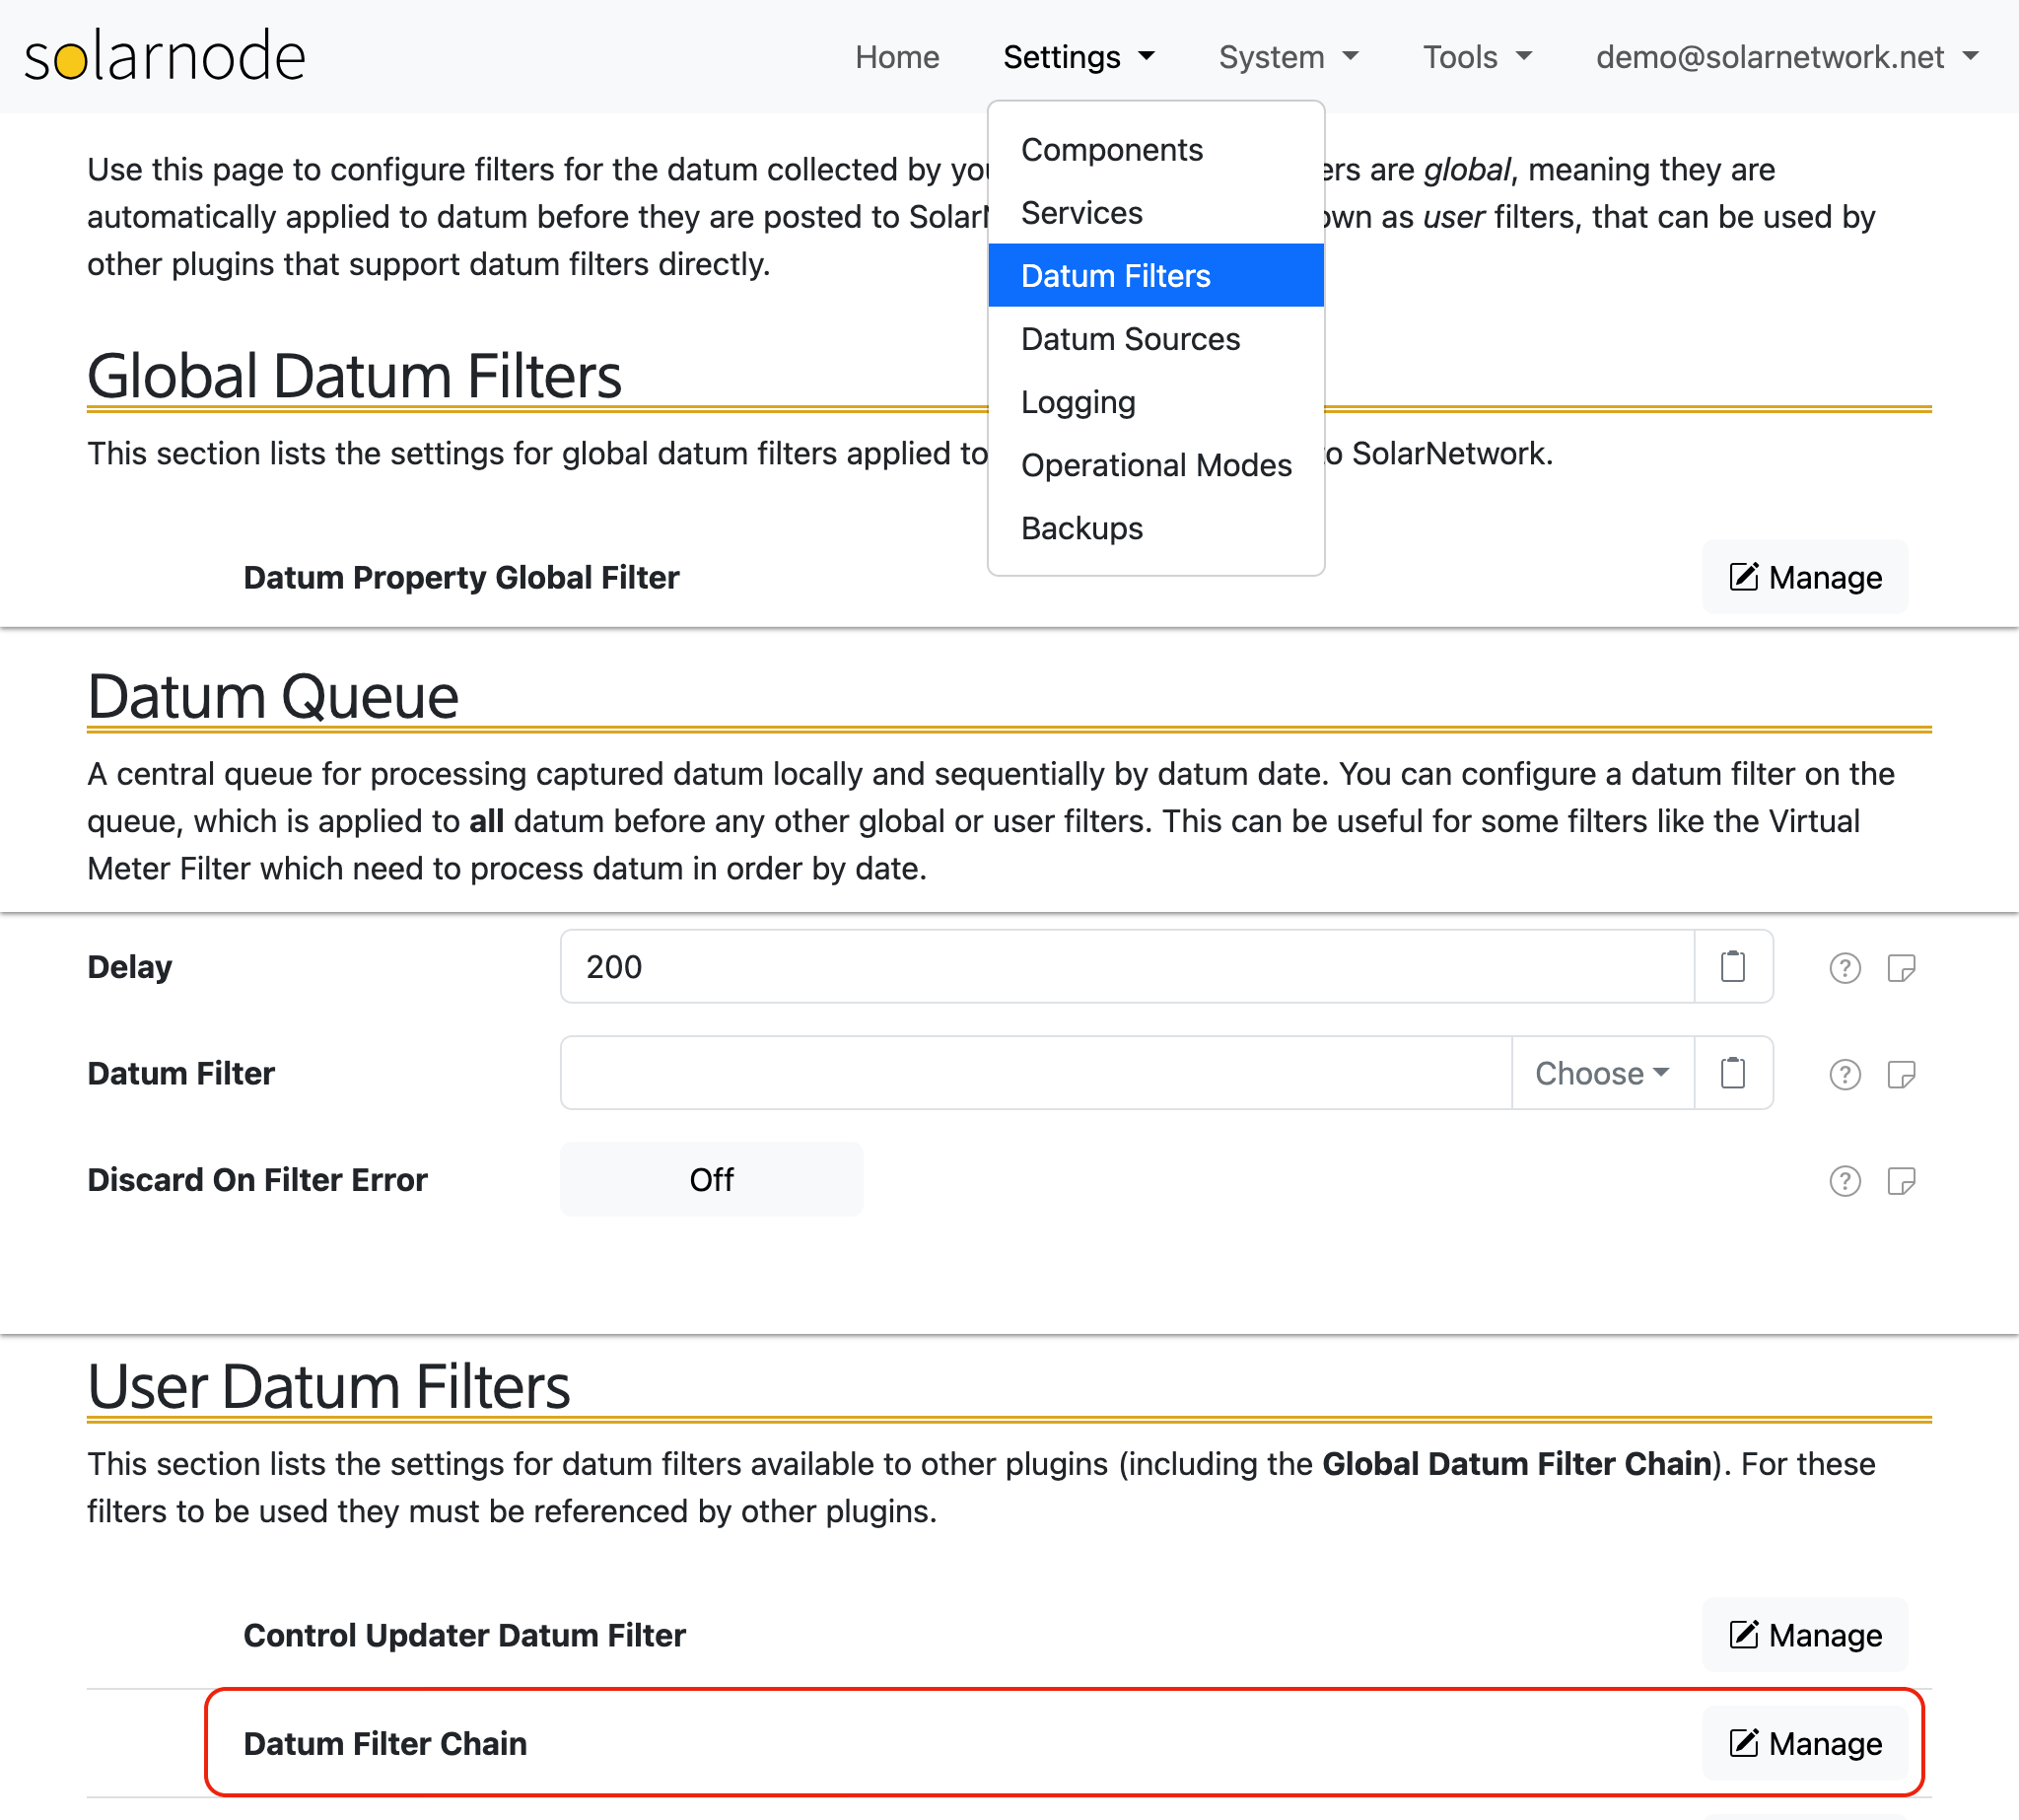 solarnode
Home Settings System Tools demo@solarnetwork.net
Components
Services
Datum Filters
Datum Sources
Logging
Operational Modes
Backups
Use this page to configure filters for the datum collected by are global, meaning they are
automatically applied to datum before they are posted to as user filters, that can be used by
other plugins that support datum filters directly.
Global Datum Filters
This section lists the settings for global datum filters applied to SolarNetwork.
Datum Property Global Filter Manage
Datum Queue
A central queue for processing captured datum locally and sequentially by datum date. You can configure a datum filter on the
queue, which is applied to all datum before any other global or user filters. This can be useful for some filters like the Virtual
Meter Filter which need to process datum in order by date.
Delay 200
Datum Filter Choose
Discard On Filter Error Off
User Datum Filters
This section lists the settings for datum filters available to other plugins (including the Global Datum Filter Chain). For these
filters to be used they must be referenced by other plugins.
Control Updater Datum Filter Manage
Datum Filter Chain Manage